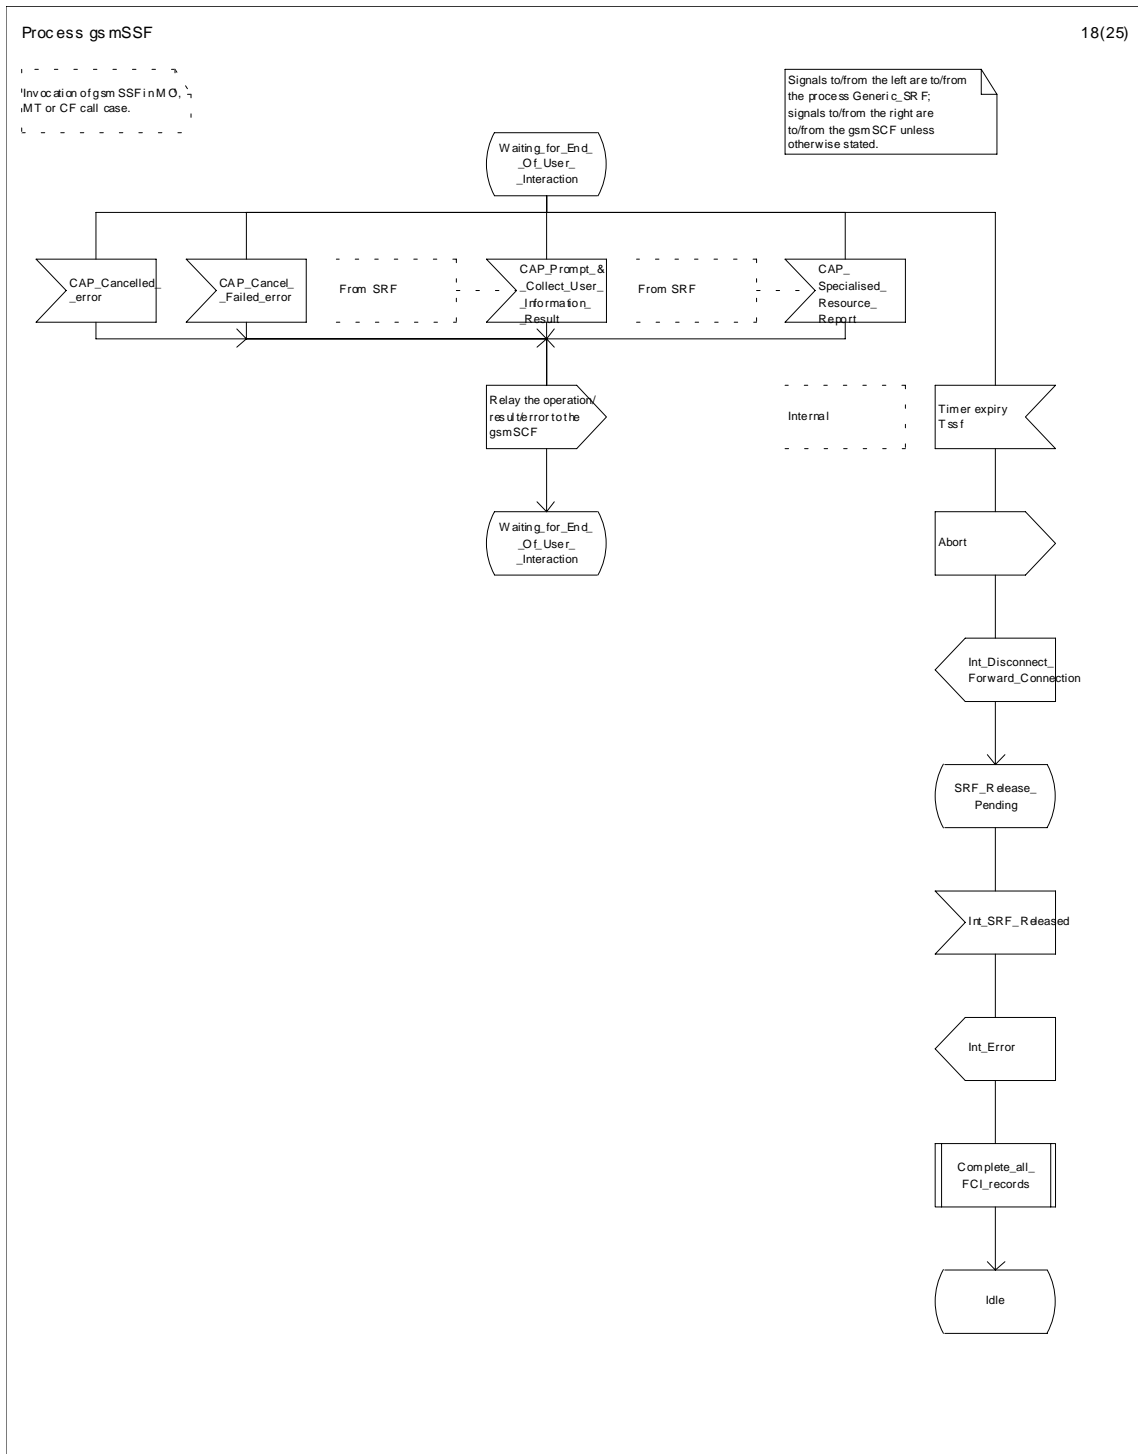 Process gsmSSF
18(25)
Invocation of gsmSSF in MO,
MT or CF call case.
Signals to/from the left are to/from
the process Generic_SRF;
signals to/from the right are
to/from the gsmSCF unless
otherwise stated.
Waiting_for_End_
_Of_User_
_Interaction
CAP_Cancelled_
_error
CAP_Cancel_
_Failed_error
From SRF
CAP_Prompt_&
_Collect_User_
_Information_
_Result
From SRF
CAP_
Specialised_
_Resource_
_Report
Relay the operation/
result/error to the
gsmSCF
Internal
Timer expiry
Tssf
Waiting_for_End_
_Of_User_
_Interaction
Abort
Int_Disconnect_
Forward_Connection
SRF_Release_
Pending
Int_SRF_Released
Int_Error
Complete_all_
FCI_records
Idle